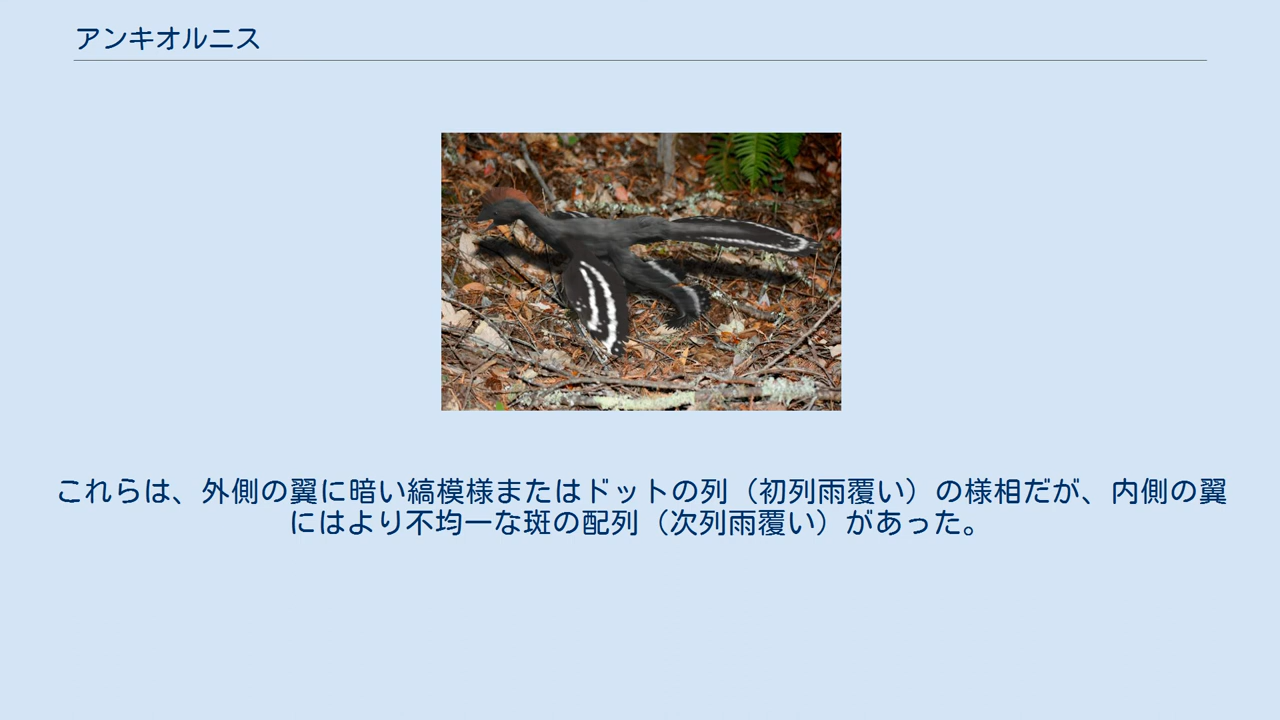 アンキオルニス
これらは、外側の翼に暗い縞模様またはドットの列（初列雨覆い）の様相だが、内側の翼
にはより不均一な斑の配列（次列雨覆い）があった。